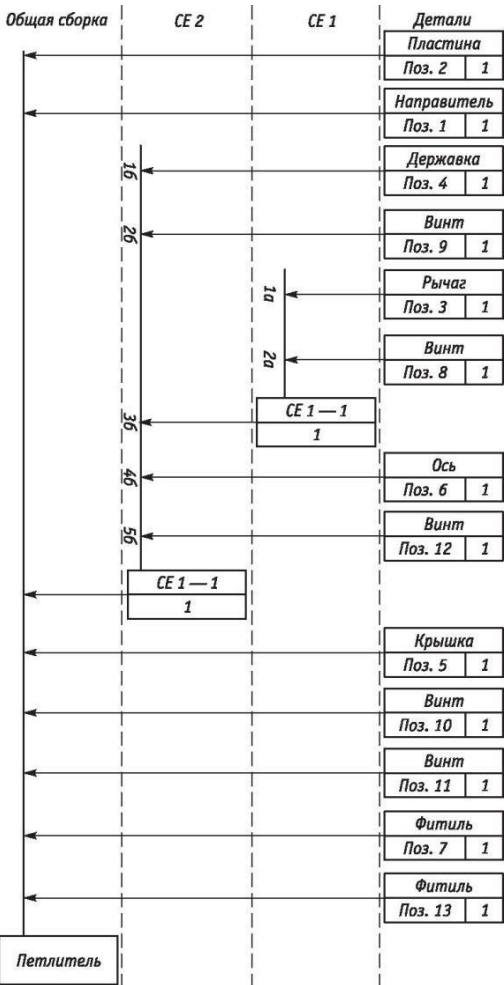 Общая сборка СЕ 2 СЕ 1 Детали
Пластина
Поз. 2 1
Направитель
Поз. 1 1
Державка
1б
Поз. 4 1
Винт
2б
Поз. 9 1
Рычаг
1а
Поз. 3 1
Винт
2а
Поз. 8 1
СЕ 1 — 1
3б
1
Ось
4б
Поз. 6 1
Винт
5б
Поз. 12 1
СЕ 1 — 1
1
Крышка
Поз. 5 1
Винт
Поз. 10 1
Винт
Поз. 11 1
Фитиль
Поз. 7 1
Фитиль
Поз. 13 1
Петлитель